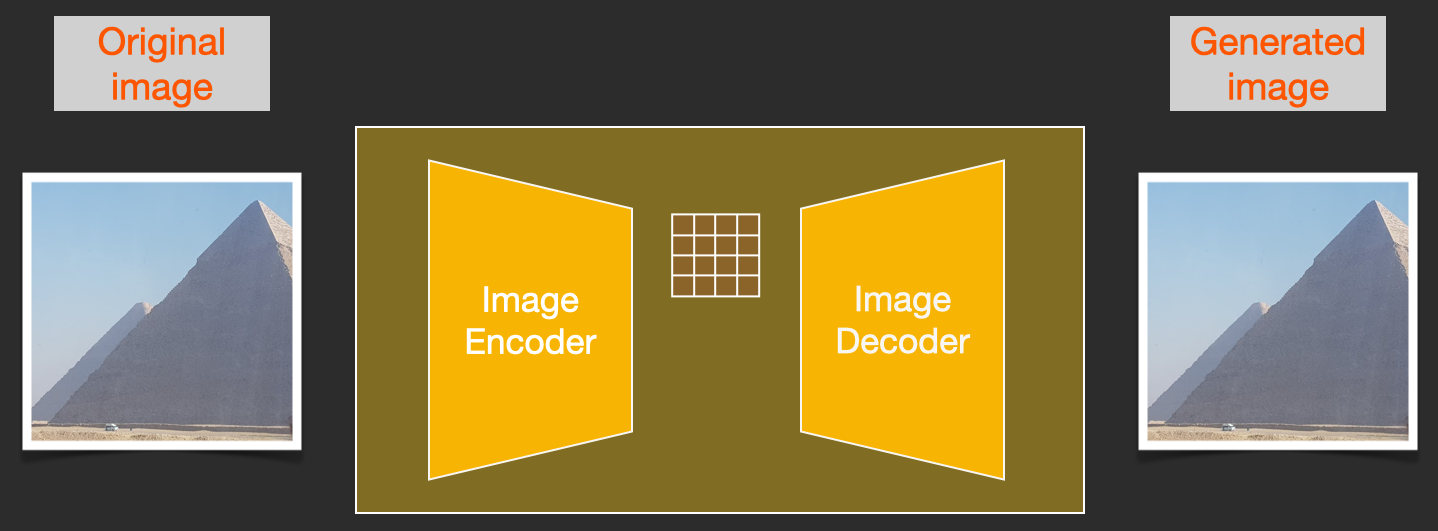 Original
image
Generated
image
Image
Encoder
Image
Decoder